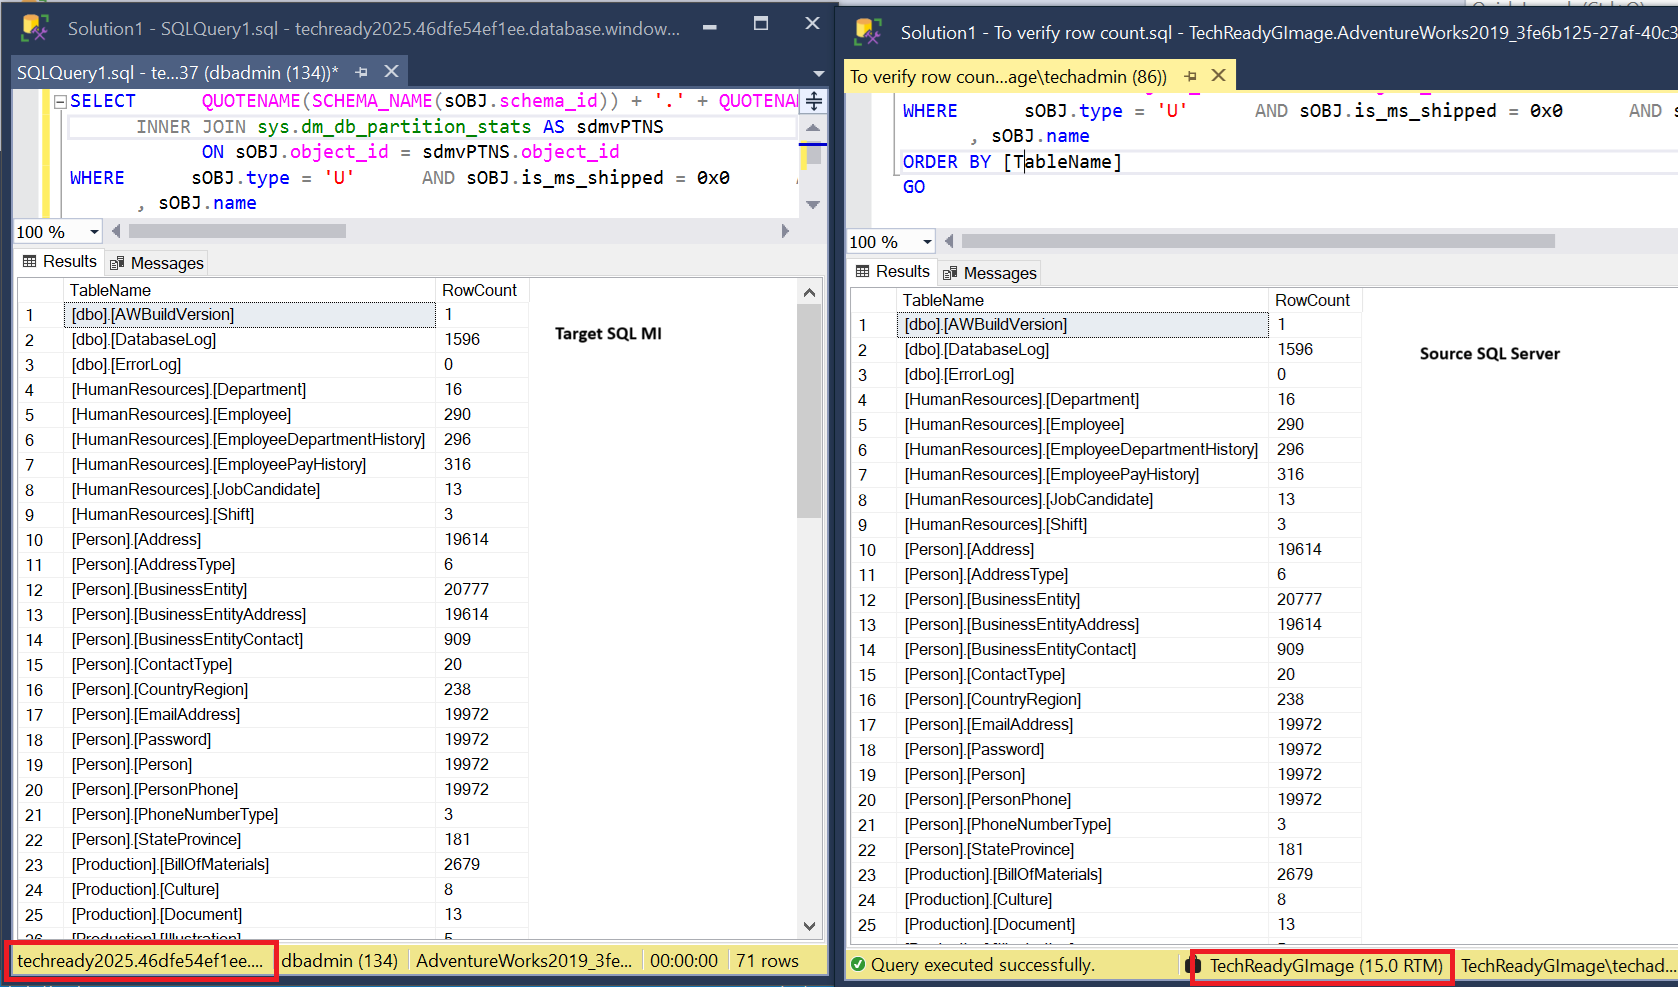 Solution1 - SQLQuery1.sql - techready2025.46dfe54ef1ee.database.window...
SQLQuery1.sql - te...37 (dbadmin (134))*
SELECT QUOTENAME(SCHEMA_NAME(sOBJ.schema_id)) + '.' + QUOTENA
INNER JOIN sys.dm_db_partition_stats AS sdmvPTNS
ON sOBJ.object_id = sdmvPTNS.object_id
WHERE sOBJ.type = 'U' AND sOBJ.is_ms_shipped = 0x0
, sOBJ.name
100 %
Results Messages
TableName RowCount
1 [dbo].[AWBuildVersion] 1
2 [dbo].[DatabaseLog] 1596
3 [dbo].[ErrorLog] 0
4 [HumanResources].[Department] 16
5 [HumanResources].[Employee] 290
6 [HumanResources].[EmployeeDepartmentHistory] 296
7 [HumanResources].[EmployeePayHistory] 316
8 [HumanResources].[JobCandidate] 13
9 [HumanResources].[Shift] 3
10 [Person].[Address] 19614
11 [Person].[AddressType] 6
12 [Person].[BusinessEntity] 20777
13 [Person].[BusinessEntityAddress] 19614
14 [Person].[BusinessEntityContact] 909
15 [Person].[ContactType] 20
16 [Person].[CountryRegion] 238
17 [Person].[EmailAddress] 19972
18 [Person].[Password] 19972
19 [Person].[Person] 19972
20 [Person].[PersonPhone] 19972
21 [Person].[PhoneNumberType] 3
22 [Person].[StateProvince] 181
23 [Production].[BillOfMaterials] 2679
24 [Production].[Culture] 8
25 [Production].[Document] 13
26 [Production].[Illustration] 5
Target SQL MI
techready2025.46dfe54ef1ee.... dbadmin (134) AdventureWorks2019_3fe... 00:00:00 71 rows
Solution1 - To verify row count.sql - TechReadyGImage.AdventureWorks2019_3fe6b125-27af-40c3
To verify row coun...age\techadmin (86))
WHERE sOBJ.type = 'U' AND sOBJ.is_ms_shipped = 0x0 AND s
, sOBJ.name
ORDER BY [TableName]
GO
100 %
Results Messages
TableName RowCount
1 [dbo].[AWBuildVersion] 1
2 [dbo].[DatabaseLog] 1596
3 [dbo].[ErrorLog] 0
4 [HumanResources].[Department] 16
5 [HumanResources].[Employee] 290
6 [HumanResources].[EmployeeDepartmentHistory] 296
7 [HumanResources].[EmployeePayHistory] 316
8 [HumanResources].[JobCandidate] 13
9 [HumanResources].[Shift] 3
10 [Person].[Address] 19614
11 [Person].[AddressType] 6
12 [Person].[BusinessEntity] 20777
13 [Person].[BusinessEntityAddress] 19614
14 [Person].[BusinessEntityContact] 909
15 [Person].[ContactType] 20
16 [Person].[CountryRegion] 238
17 [Person].[EmailAddress] 19972
18 [Person].[Password] 19972
19 [Person].[Person] 19972
20 [Person].[PersonPhone] 19972
21 [Person].[PhoneNumberType] 3
22 [Person].[StateProvince] 181
23 [Production].[BillOfMaterials] 2679
24 [Production].[Culture] 8
25 [Production].[Document] 13
Source SQL Server
Query executed successfully. TechReadyGImage (15.0 RTM) TechReadyGImage\techad...